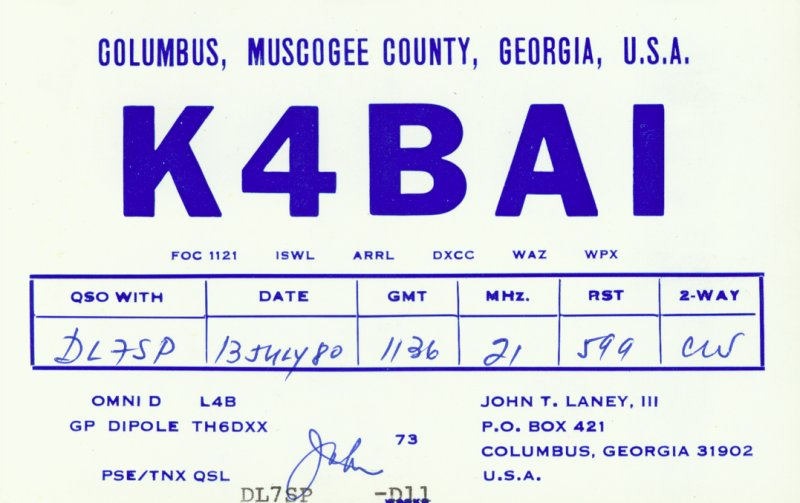 COLUMBUS, MUSCOGEE COUNTY, GEORGIA, U.S.A.
K4BAI
FOC 1121 ISWL ARRL DXCC WAZ WPX
QSO WITH DATE GMT MHZ. RST 2-WAY
DL7SP 13 JULY 80 1136 21 599 CW
OMNI D L4B
GP DIPOLE TH6DXX
PSE/TNX QSL
John
73
JOHN T. LANEY, III
P.O. BOX 421
COLUMBUS, GEORGIA 31902
U.S.A.
DL7SP -D11